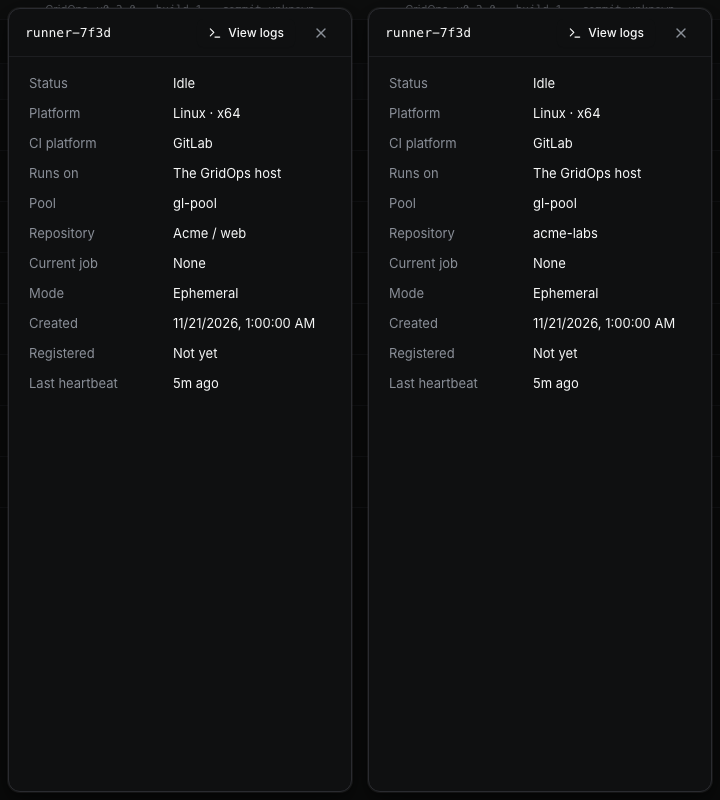 runner-7f3d View logs
Status Idle
Platform Linux · x64
CI platform GitLab
Runs on The GridOps host
Pool gl-pool
Repository Acme / web
Current job None
Mode Ephemeral
Created 11/21/2026, 1:00:00 AM
Registered Not yet
Last heartbeat 5m ago
runner-7f3d View logs
Status Idle
Platform Linux · x64
CI platform GitLab
Runs on The GridOps host
Pool gl-pool
Repository acme-labs
Current job None
Mode Ephemeral
Created 11/21/2026, 1:00:00 AM
Registered Not yet
Last heartbeat 5m ago